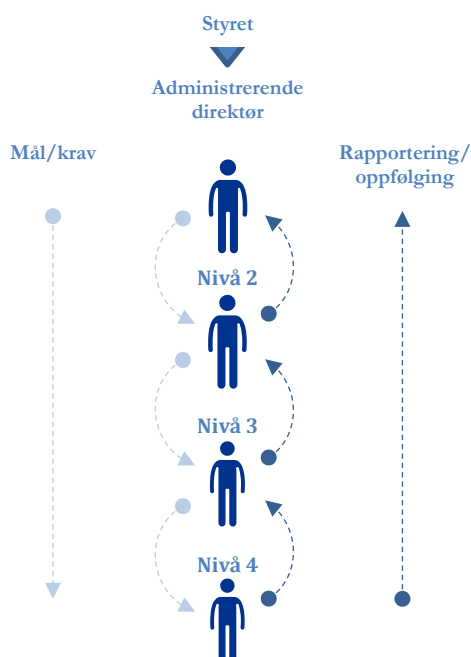 Styret
Administrerende
direktør
Mål/krav
Rapportering/
oppfølging
Nivå 2
Nivå 3
Nivå 4